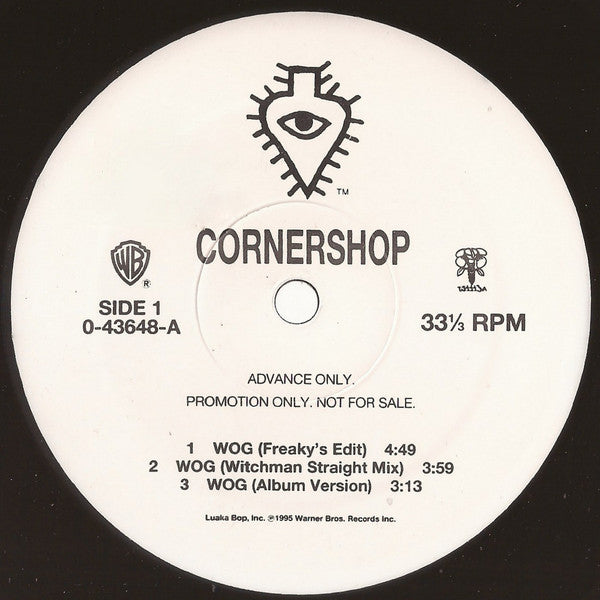 TM
CORNERSHOP
WB
®
SIDE 1
0-43648-A
33⅓ RPM
ADVANCE ONLY.
PROMOTION ONLY. NOT FOR SALE.
1 WOG (Freaky's Edit) 4:49
2 WOG (Witchman Straight Mix) 3:59
3 WOG (Album Version) 3:13
Luaka Bop, Inc. ℗1995 Warner Bros. Records Inc.